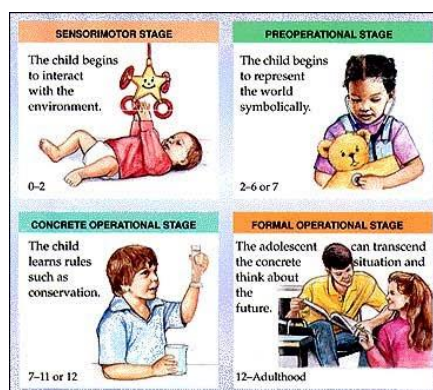 SENSORIMOTOR STAGE
The child begins
to interact
with the
environment.
0–2
PREOPERATIONAL STAGE
The child begins
to represent
the world
symbolically.
2–6 or 7
CONCRETE OPERATIONAL STAGE
The child
learns rules
such as
conservation.
7–11 or 12
FORMAL OPERATIONAL STAGE
The adolescent can transcend
the concrete situation and
think about
the
future.
12–Adulthood